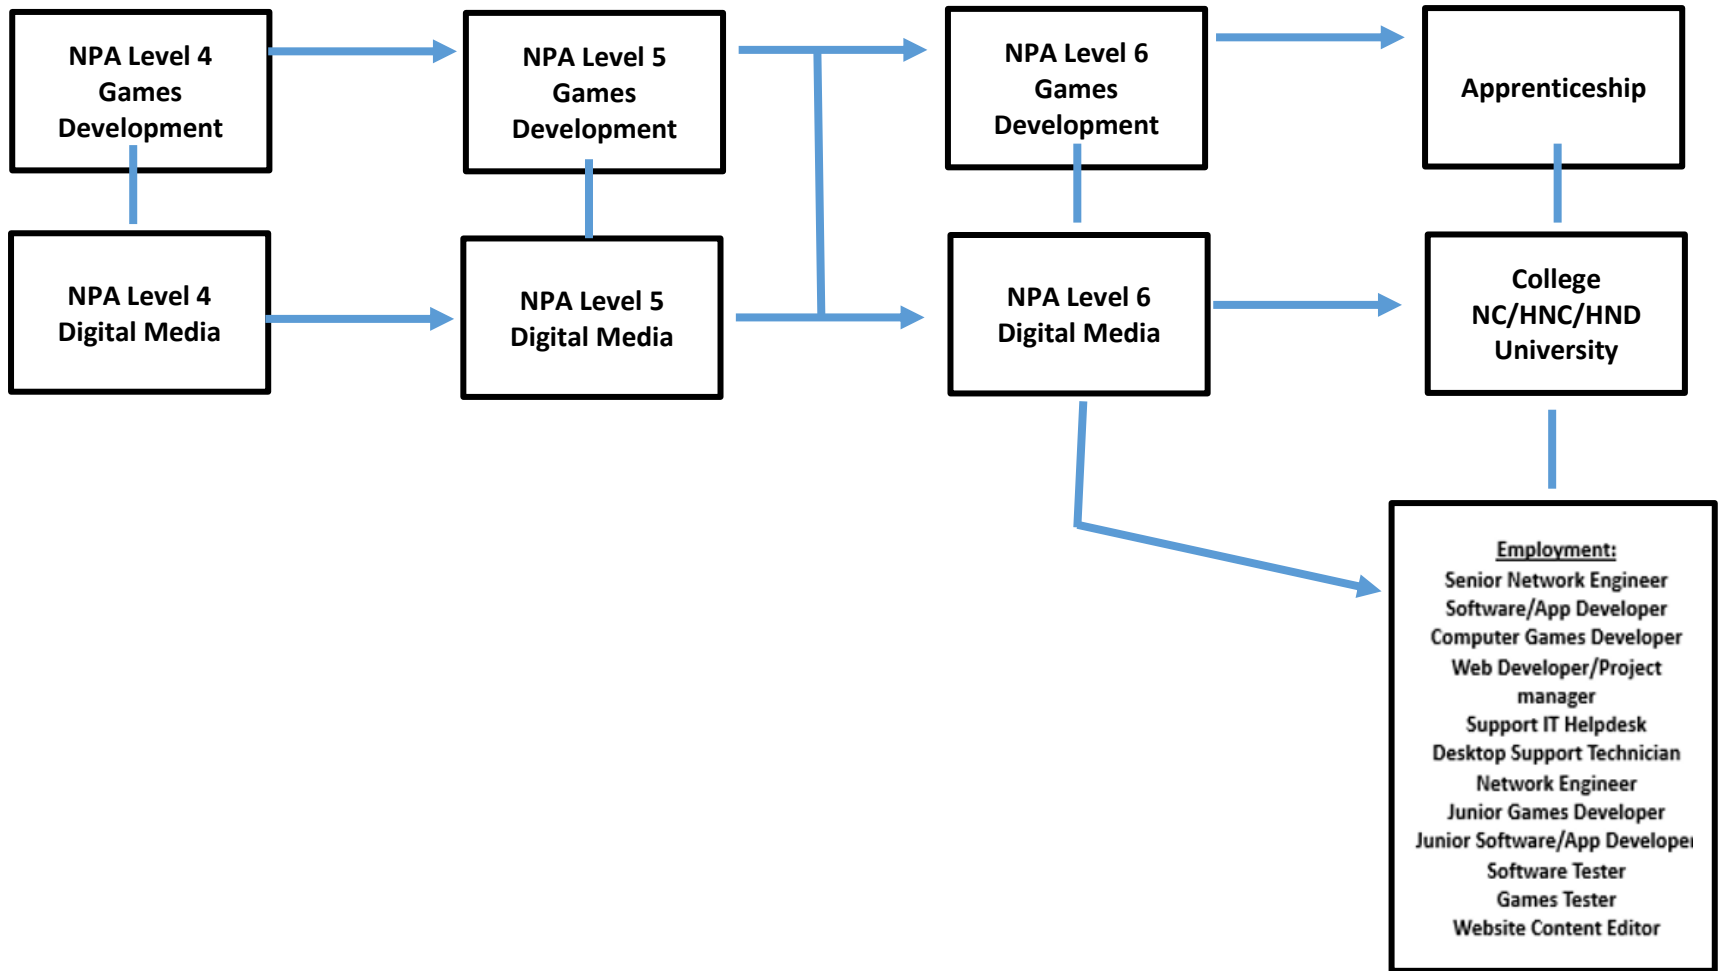 NPA Level 4
Games
Development
NPA Level 5
Games
Development
NPA Level 6
Games
Development
Apprenticeship
NPA Level 4
Digital Media
NPA Level 5
Digital Media
NPA Level 6
Digital Media
College
NC/HNC/HND
University
Employment:
Senior Network Engineer
Software/App Developer
Computer Games Developer
Web Developer/Project
manager
Support IT Helpdesk
Desktop Support Technician
Network Engineer
Junior Games Developer
Junior Software/App Developer
Software Tester
Games Tester
Website Content Editor